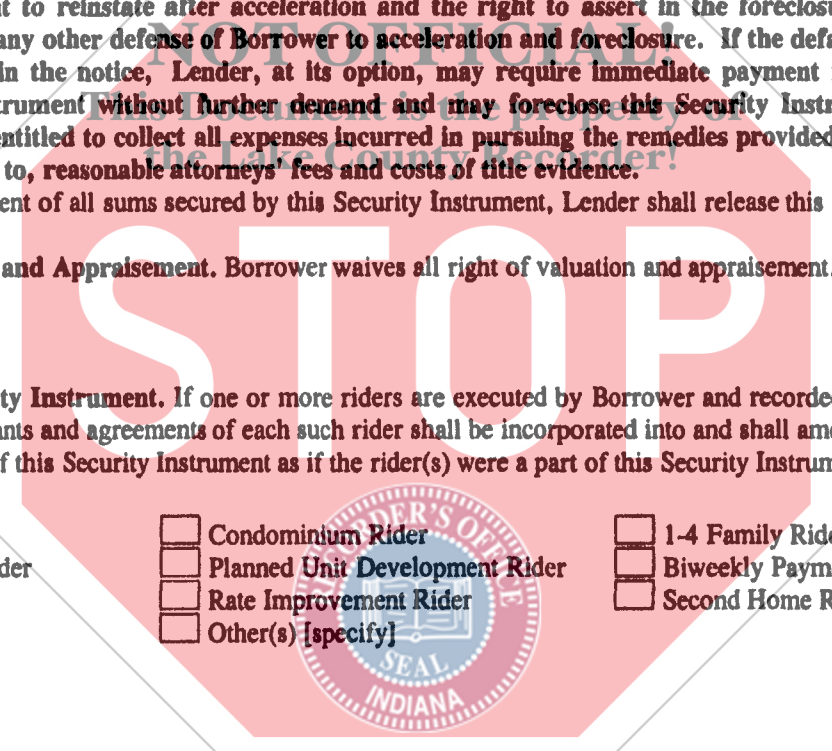 t to reinstate after acceleration and the right to assert in the foreclosu
NOT OFFICIAL!
any other defense of Borrower to acceleration and foreclosure. If the defa
in the notice, Lender, at its option, may require immediate payment
This Document is the property of
trument without further demand and may foreclose this Security Instr
entitled to collect all expenses incurred in pursuing the remedies provided
the Lake County Recorder!
to, reasonable attorneys' fees and costs of title evidence.
ent of all sums secured by this Security Instrument, Lender shall release this
STOP
and Appraisement. Borrower waives all right of valuation and appraisement.
ty Instrument. If one or more riders are executed by Borrower and recorde
nts and agreements of each such rider shall be incorporated into and shall ame
f this Security Instrument as if the rider(s) were a part of this Security Instrum
Condominium Rider 1-4 Family Ride
der Planned Unit Development Rider Biweekly Paym
Rate Improvement Rider Second Home R
Other(s) [specify]
RECORDER'S OFFICE
SEAL
INDIANA